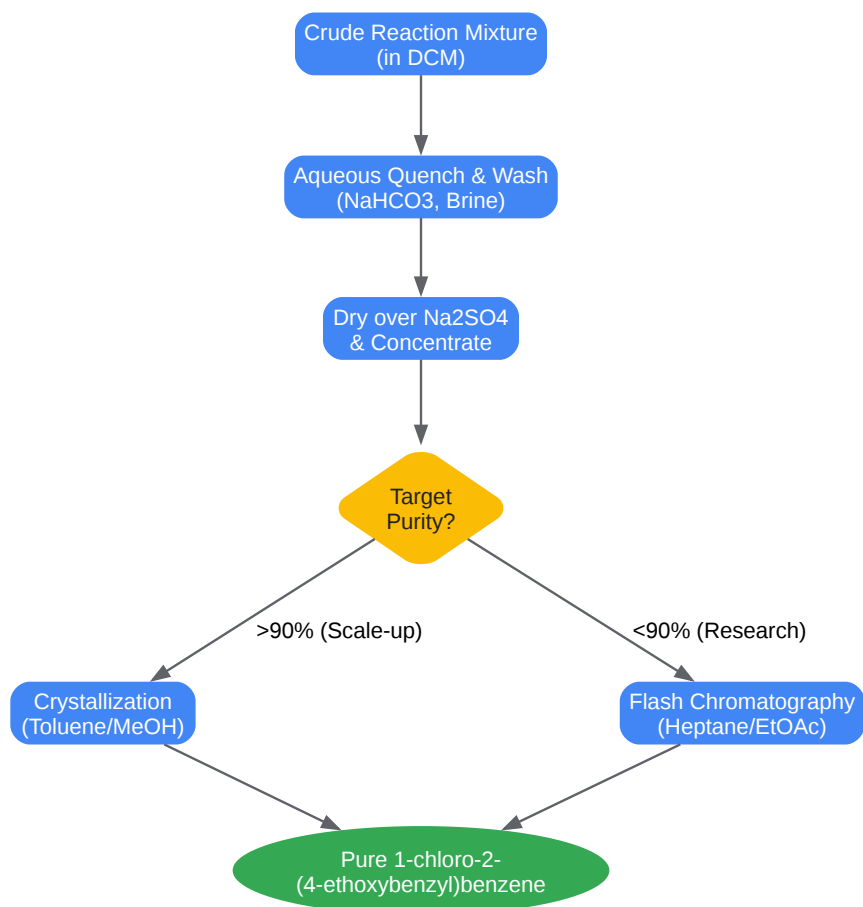 Crude Reaction Mixture
(in DCM)
Aqueous Quench & Wash
(NaHCO3, Brine)
Dry over Na2SO4
& Concentrate
Target
Purity?
>90% (Scale-up)
<90% (Research)
Crystallization
(Toluene/MeOH)
Flash Chromatography
(Heptane/EtOAc)
Pure 1-chloro-2-
(4-ethoxybenzyl)benzene